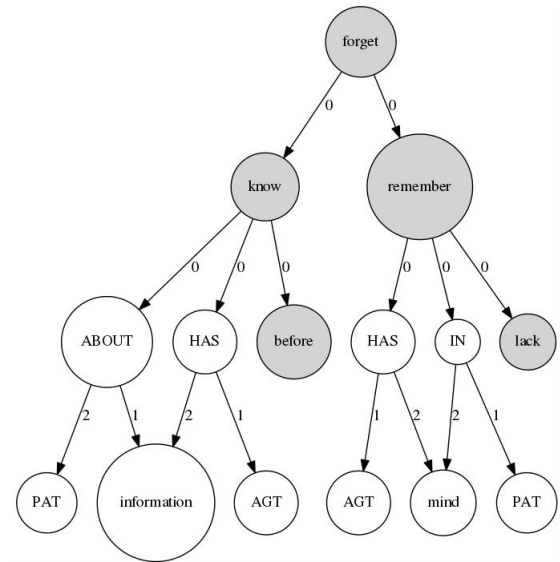 forget
0 0
know remember
0 0 0 0 0 0
ABOUT HAS before HAS IN lack
2 1 2 1 1 2 2 1
PAT information AGT AGT mind PAT